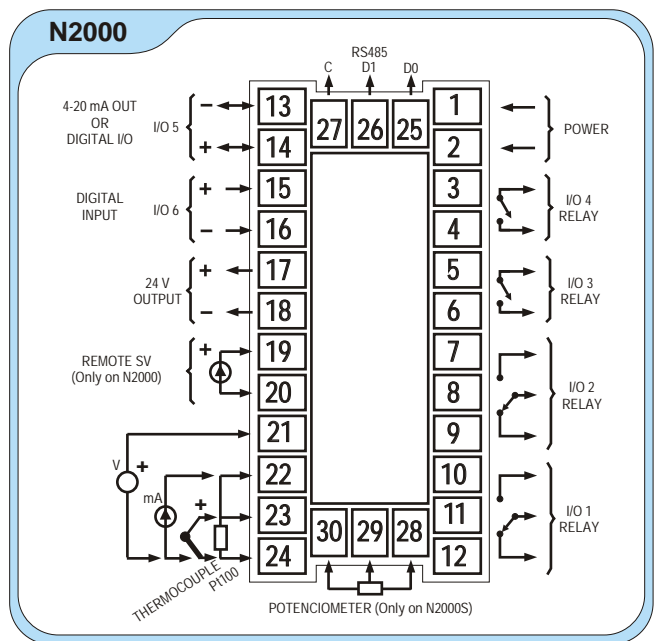 N2000
RS485
C D1 D0
4-20 mA OUT
OR
DIGITAL I/O
I/O 5
−
+
DIGITAL
INPUT
I/O 6
+
−
24 V
OUTPUT
+
−
REMOTE SV
(Only on N2000)
+
V
+
mA
+
THERMOCOUPLE
Pt100
13
14
15
16
17
18
19
20
21
22
23
24
27 26 25
30 29 28
1
2
3
4
5
6
7
8
9
10
11
12
POWER
I/O 4
RELAY
I/O 3
RELAY
I/O 2
RELAY
I/O 1
RELAY
POTENCIOMETER (Only on N2000S)